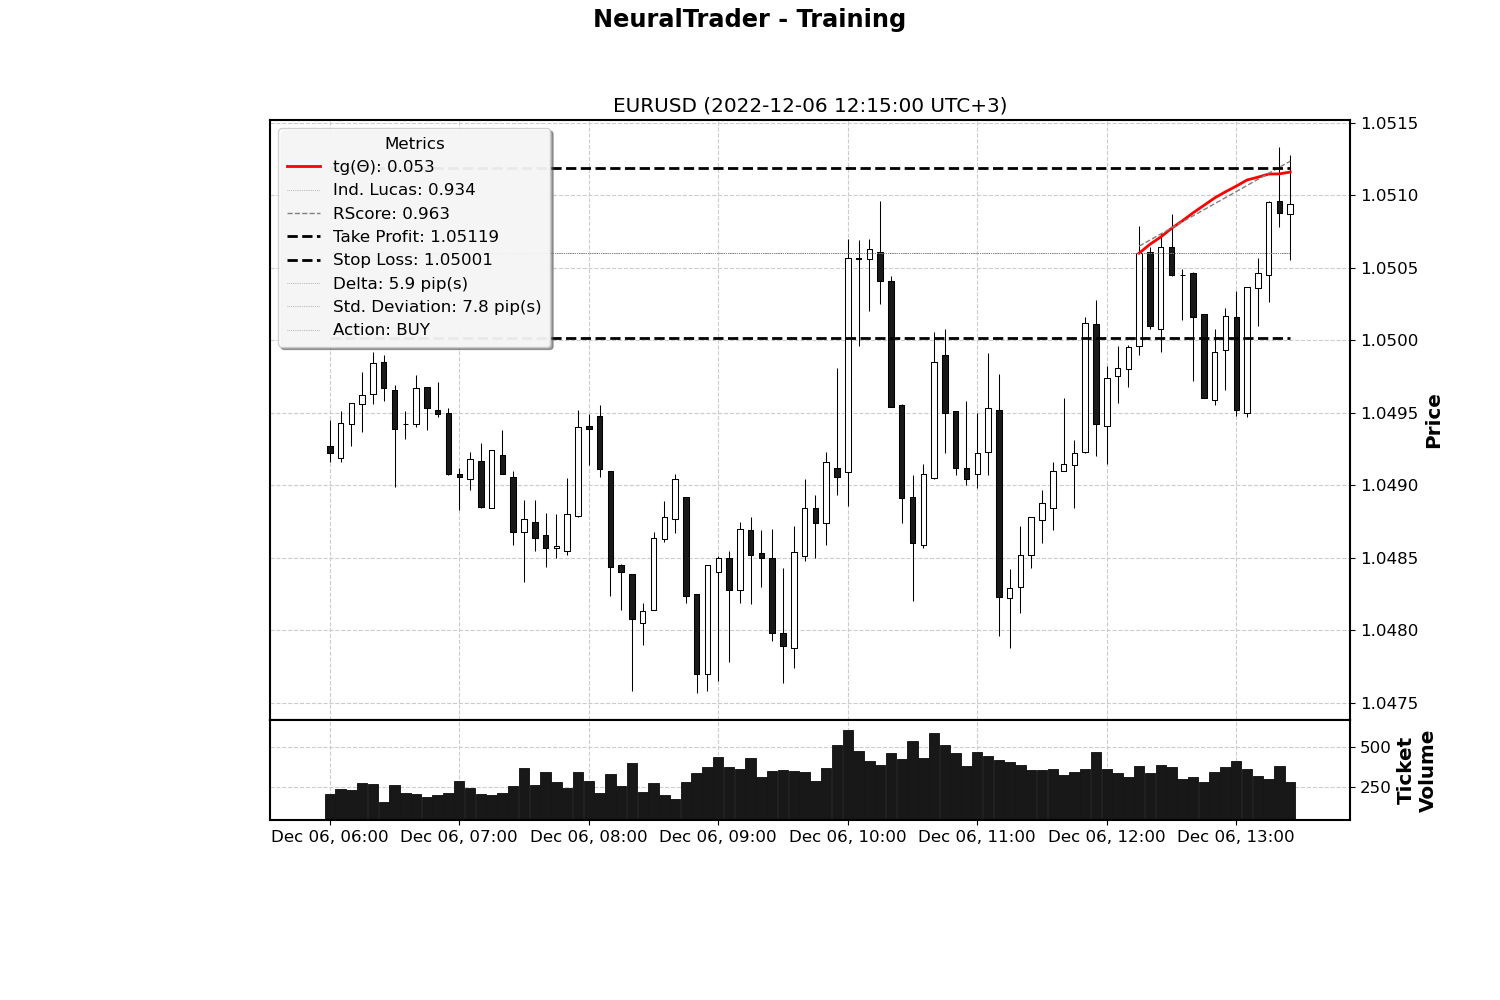 NeuralTrader - Training
EURUSD (2022-12-06 12:15:00 UTC+3)
Metrics
tg(Θ): 0.053
Ind. Lucas: 0.934
RScore: 0.963
Take Profit: 1.05119
Stop Loss: 1.05001
Delta: 5.9 pip(s)
Std. Deviation: 7.8 pip(s)
Action: BUY
1.0515
1.0510
1.0505
1.0500
1.0495
1.0490
1.0485
1.0480
1.0475
Price
500
250
Ticket
Volume
Dec 06, 06:00 Dec 06, 07:00 Dec 06, 08:00 Dec 06, 09:00 Dec 06, 10:00 Dec 06, 11:00 Dec 06, 12:00 Dec 06, 13:00